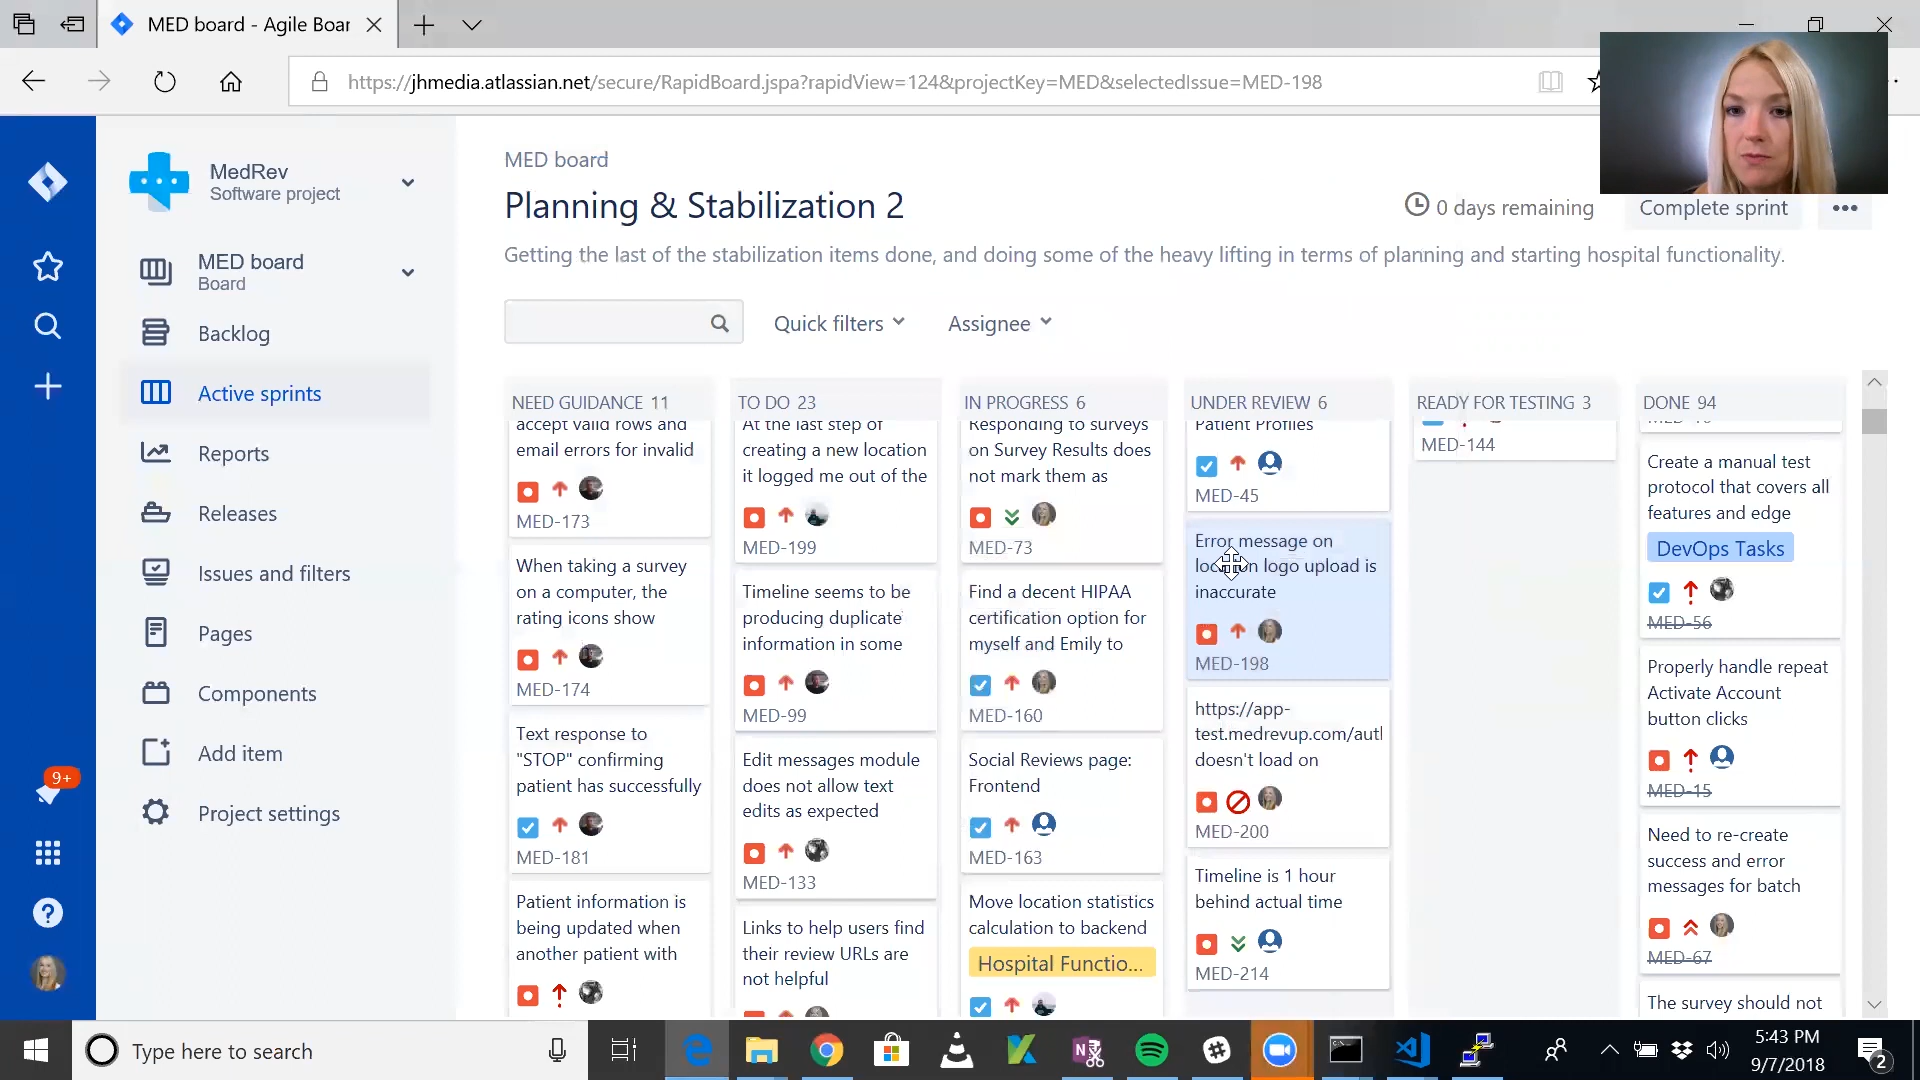 MED board - Agile Boar
https://jhmedia.atlassian.net/secure/RapidBoard.jspa?rapidView=124&projectKey=MED&selectedIssue=MED-198
MedRev
Software project
MED board
Board
Backlog
Active sprints
Reports
Releases
Issues and filters
Pages
Components
Add item
Project settings
9+
MED board
Planning & Stabilization 2
0 days remaining
Complete sprint
Getting the last of the stabilization items done, and doing some of the heavy lifting in terms of planning and starting hospital functionality.
Quick filters
Assignee
NEED GUIDANCE 11
accept valid rows and
email errors for invalid
MED-173
When taking a survey
on a computer, the
rating icons show
MED-174
Text response to
"STOP" confirming
patient has successfully
MED-181
Patient information is
being updated when
another patient with
TO DO 23
At the last step of
creating a new location
it logged me out of the
MED-199
Timeline seems to be
producing duplicate
information in some
MED-99
Edit messages module
does not allow text
edits as expected
MED-133
Links to help users find
their review URLs are
not helpful
IN PROGRESS 6
Responding to surveys
on Survey Results does
not mark them as
MED-73
Find a decent HIPAA
certification option for
myself and Emily to
MED-160
Social Reviews page:
Frontend
MED-163
Move location statistics
calculation to backend
Hospital Functio...
UNDER REVIEW 6
Patient Profiles
MED-45
Error message on
location logo upload is
inaccurate
MED-198
https://app-
test.medrevup.com/autl
doesn't load on
MED-200
Timeline is 1 hour
behind actual time
MED-214
READY FOR TESTING 3
MED-144
DONE 94
Create a manual test
protocol that covers all
features and edge
DevOps Tasks
MED-56
Properly handle repeat
Activate Account
button clicks
MED-15
Need to re-create
success and error
messages for batch
MED-67
The survey should not
Type here to search
5:43 PM
9/7/2018
2